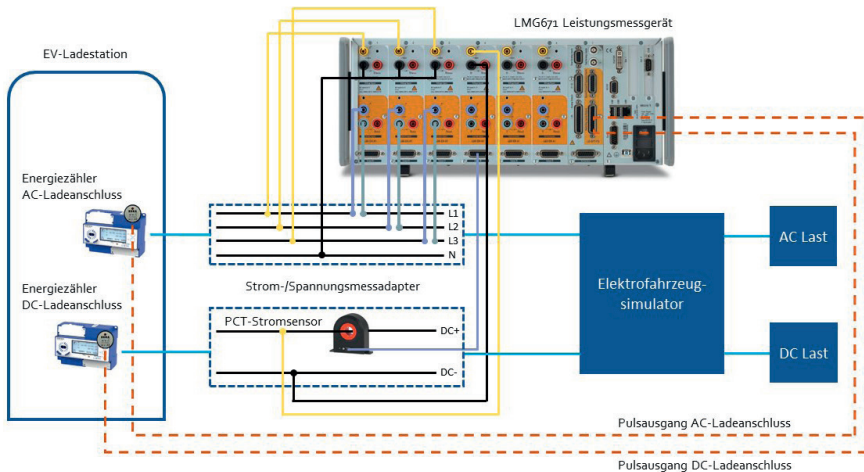 LMG671 Leistungsmessgerät
EV-Ladestation
Energiezähler
AC-Ladeanschluss
L1
L2
L3
N
Energiezähler
DC-Ladeanschluss
Strom-/Spannungsmessadapter
PCT-Stromsensor
DC+
DC-
Elektrofahrzeug-
simulator
AC Last
DC Last
Pulsausgang AC-Ladeanschluss
Pulsausgang DC-Ladeanschluss